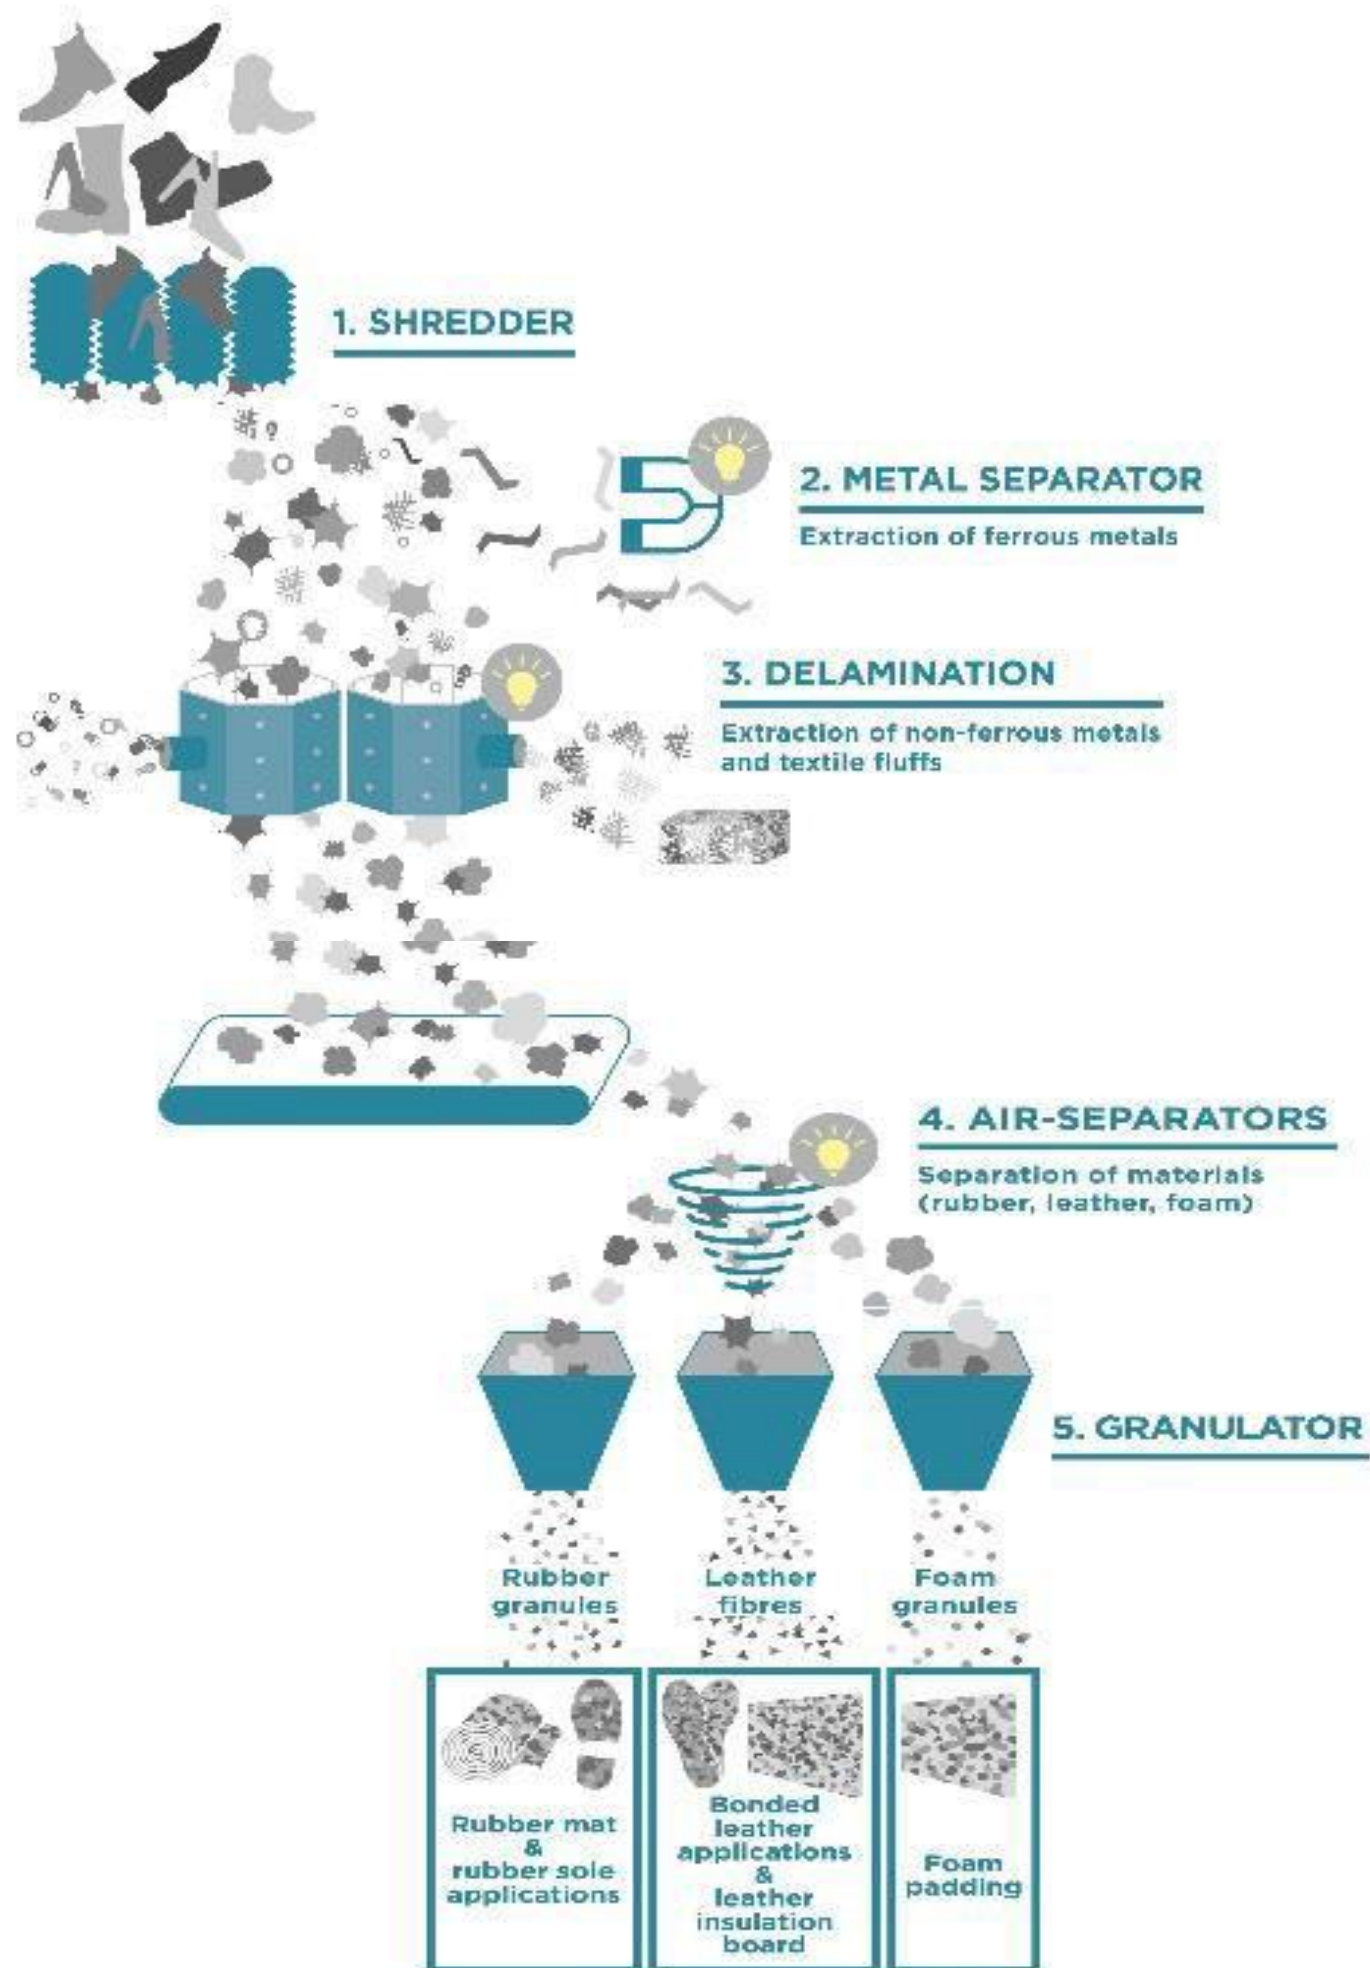 1. SHREDDER
2. METAL SEPARATOR
Extraction of ferrous metals
3. DELAMINATION
Extraction of non-ferrous metals
and textile fluffs
4. AIR-SEPARATORS
Separation of materials
(rubber, leather, foam)
5. GRANULATOR
Rubber
granules
Leather
fibres
Foam
granules
Rubber mat
&
rubber sole
applications
Bonded
leather
applications
&
leather
insulation
board
Foam
padding